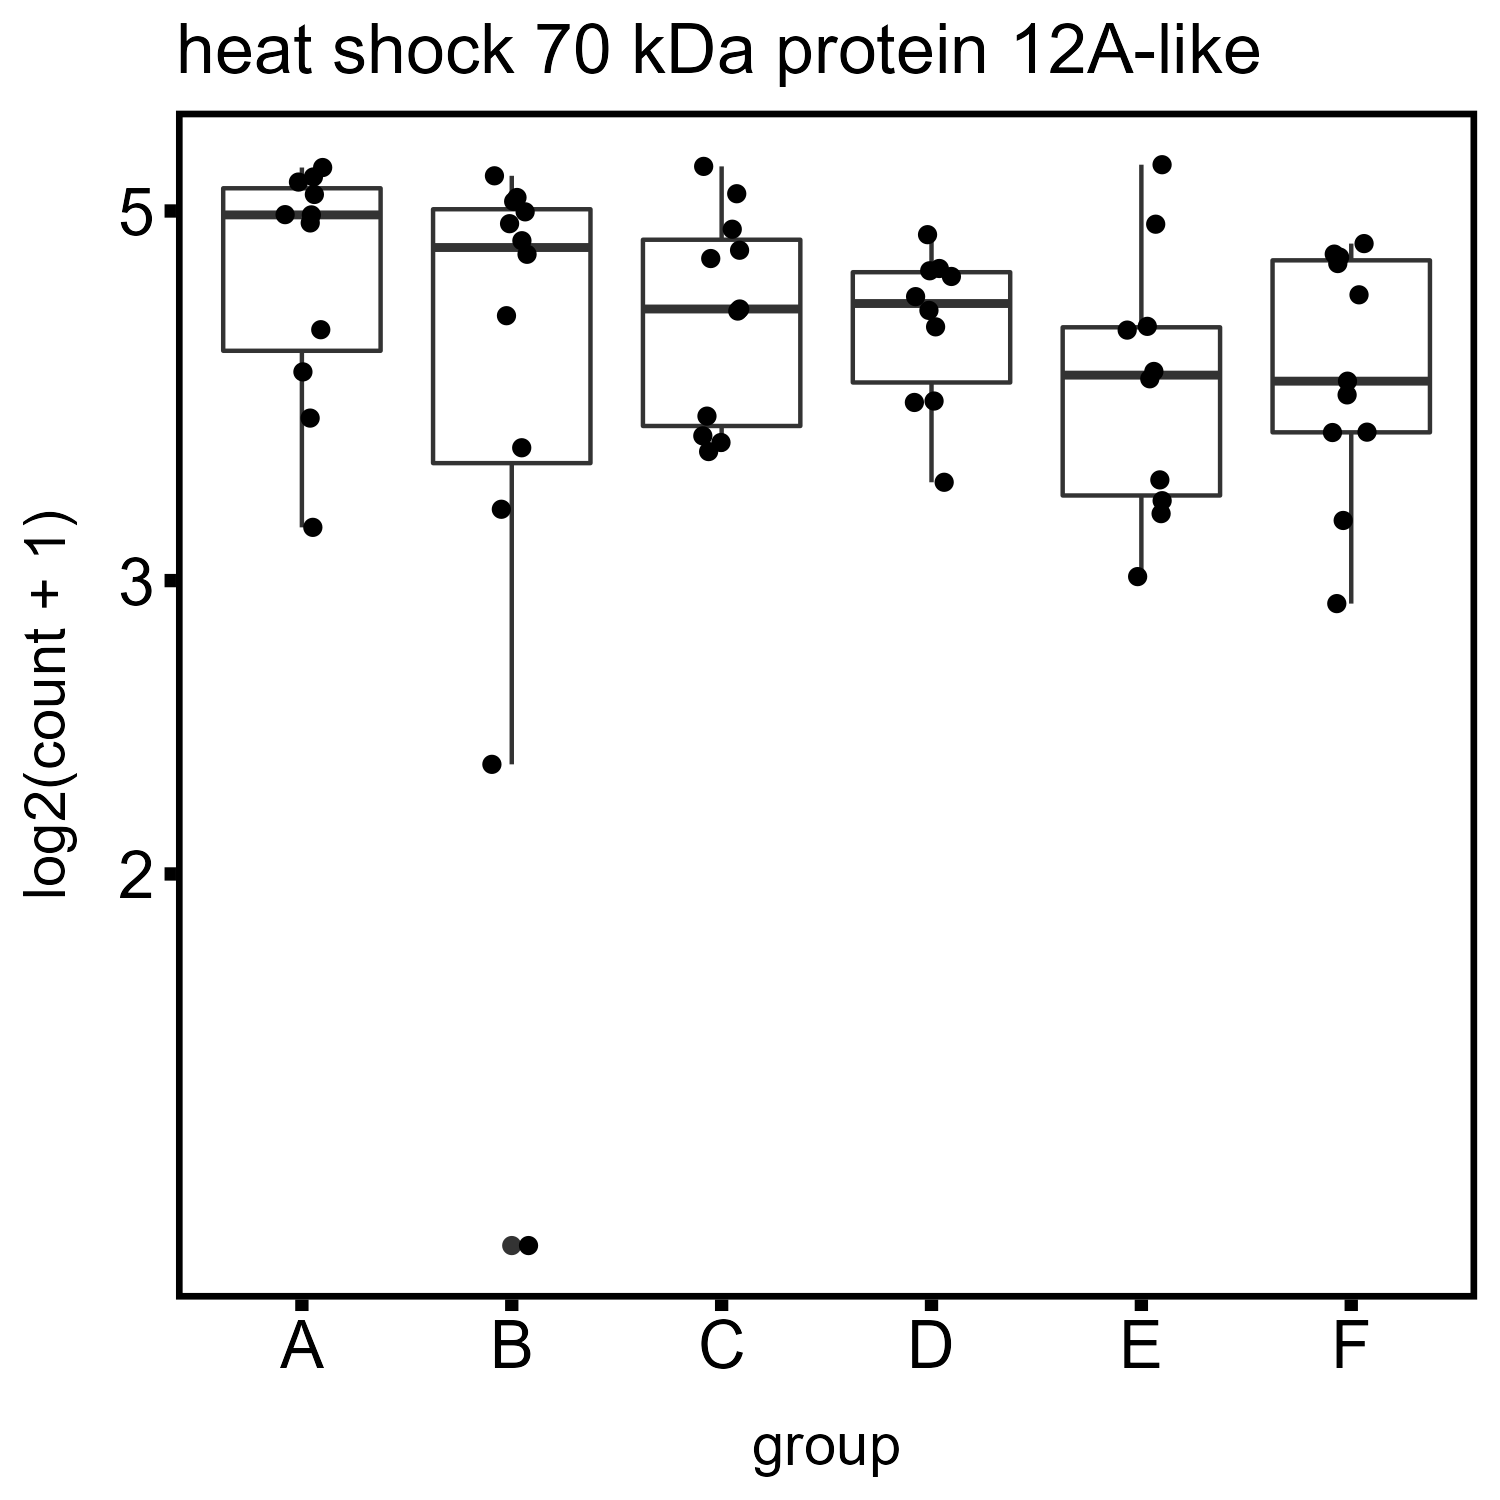 heat shock 70 kDa protein 12A-like
log2(count + 1)
5
3
2
A B C D E F
group